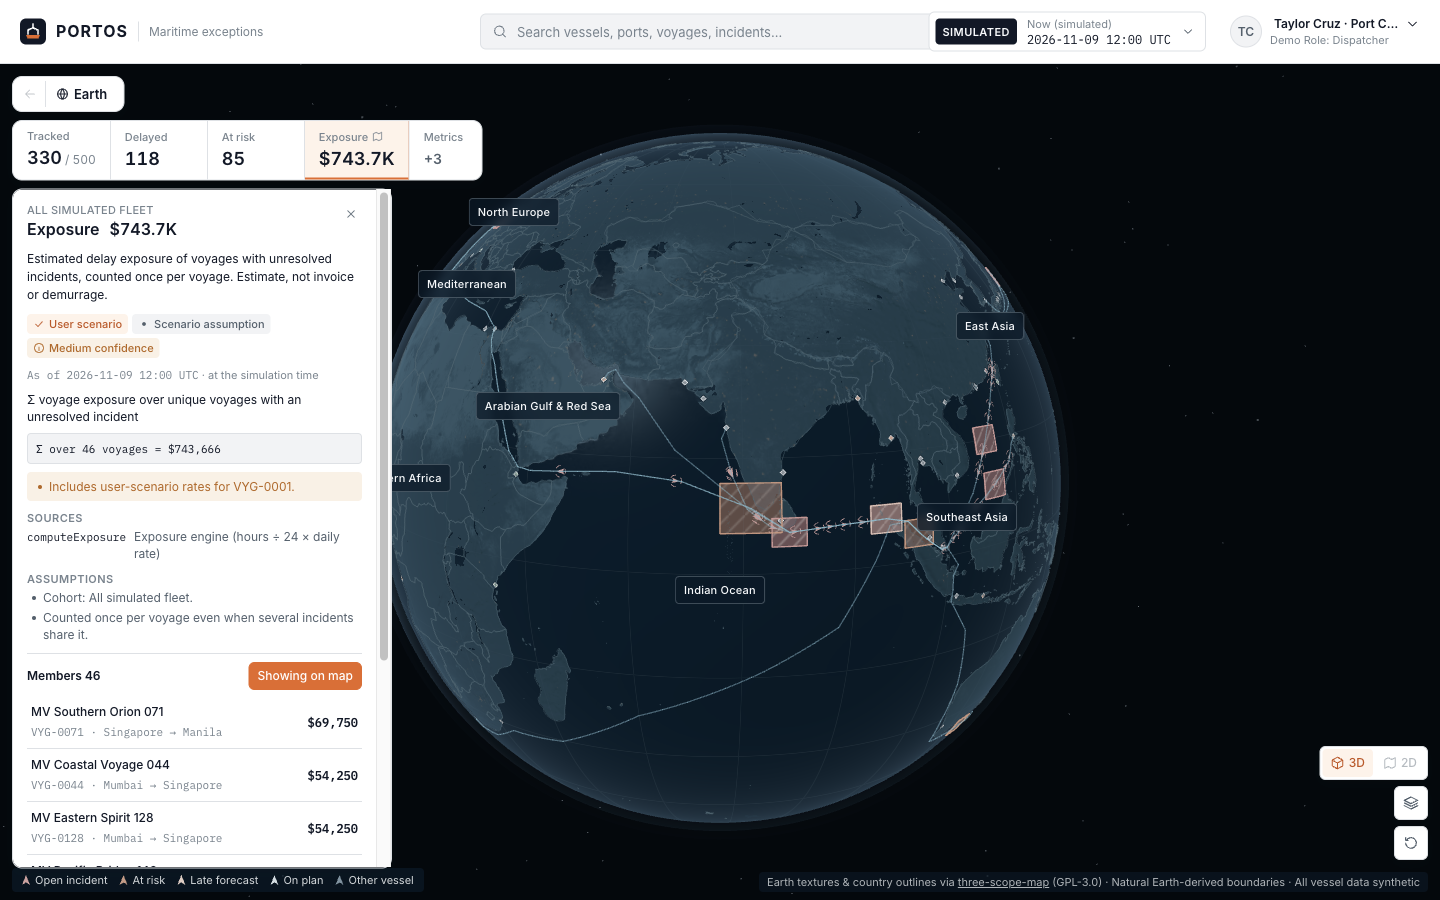 PORTOS
Maritime exceptions
Search vessels, ports, voyages, incidents...
SIMULATED
Now (simulated)
2026-11-09 12:00 UTC
TC
Taylor Cruz · Port C...
Demo Role: Dispatcher
Earth
Tracked
330 / 500
Delayed
118
At risk
85
Exposure
$743.7K
Metrics
+3
ALL SIMULATED FLEET
Exposure $743.7K
Estimated delay exposure of voyages with unresolved
incidents, counted once per voyage. Estimate, not invoice
or demurrage.
User scenario
Scenario assumption
Medium confidence
As of 2026-11-09 12:00 UTC · at the simulation time
Σ voyage exposure over unique voyages with an
unresolved incident
Σ over 46 voyages = $743,666
• Includes user-scenario rates for VYG-0001.
SOURCES
computeExposure Exposure engine (hours ÷ 24 × daily
rate)
ASSUMPTIONS
• Cohort: All simulated fleet.
• Counted once per voyage even when several incidents
share it.
Members 46
Showing on map
MV Southern Orion 071
VYG-0071 · Singapore → Manila
$69,750
MV Coastal Voyage 044
VYG-0044 · Mumbai → Singapore
$54,250
MV Eastern Spirit 128
VYG-0128 · Mumbai → Singapore
$54,250
North Europe
Mediterranean
East Asia
Arabian Gulf & Red Sea
ern Africa
Southeast Asia
Indian Ocean
3D
2D
Open incident
At risk
Late forecast
On plan
Other vessel
Earth textures & country outlines via three-scope-map (GPL-3.0) · Natural Earth-derived boundaries · All vessel data synthetic